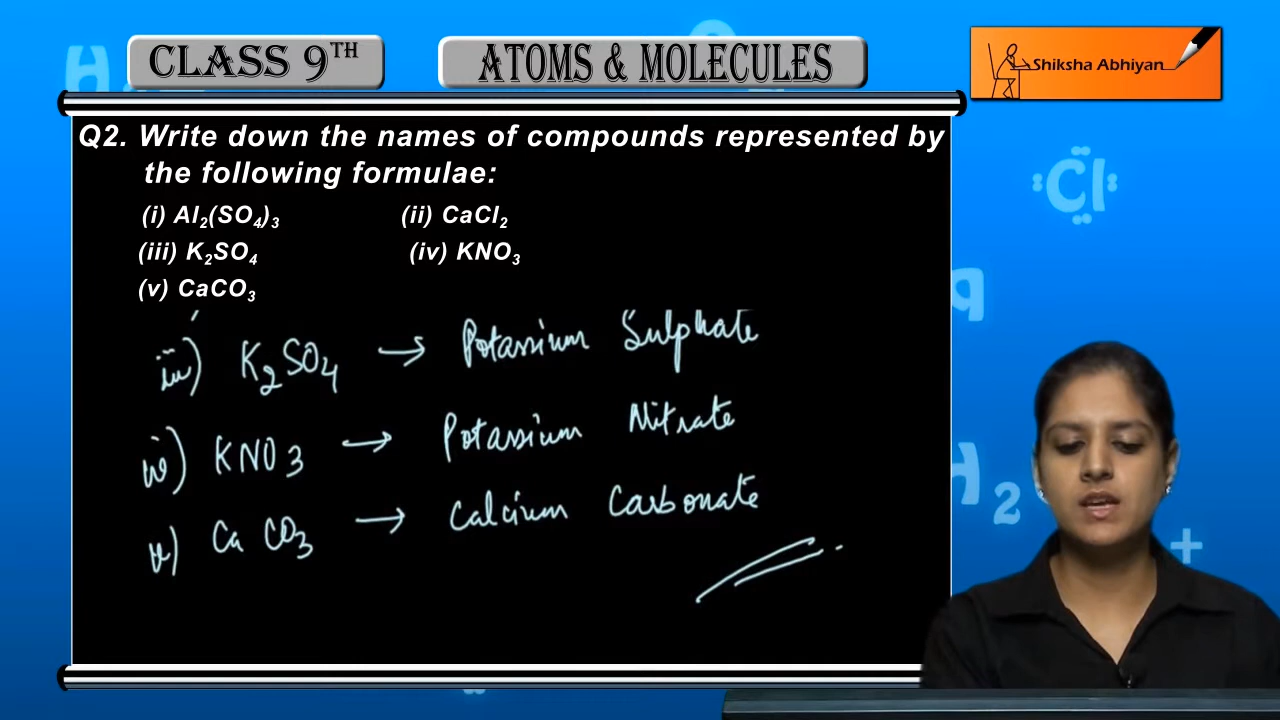 CLASS 9TH
ATOMS & MOLECULES
Shiksha Abhiyan
Q2. Write down the names of compounds represented by
the following formulae:
(i) Al2(SO4)3 (ii) CaCl2
(iii) K2SO4 (iv) KNO3
(v) CaCO3
iii) K2SO4 → Potassium Sulphate
iv) KNO3 → Potassium Nitrate
v) CaCO3 → Calcium Carbonate
Cl
H2
+